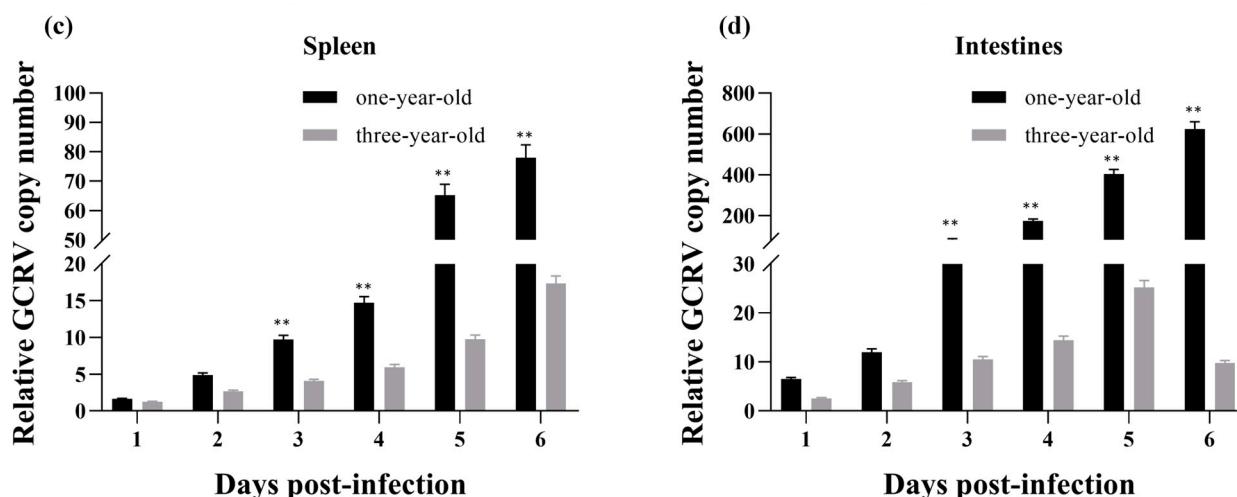 (c)
Spleen
Relative GCRV copy number
100
90
80
70
60
50
20
15
10
5
0
one-year-old
three-year-old
**
**
**
**
1 2 3 4 5 6
Days post-infection
(d)
Intestines
Relative GCRV copy number
800
600
400
200
30
20
10
0
one-year-old
three-year-old
**
**
**
**
1 2 3 4 5 6
Days post-infection